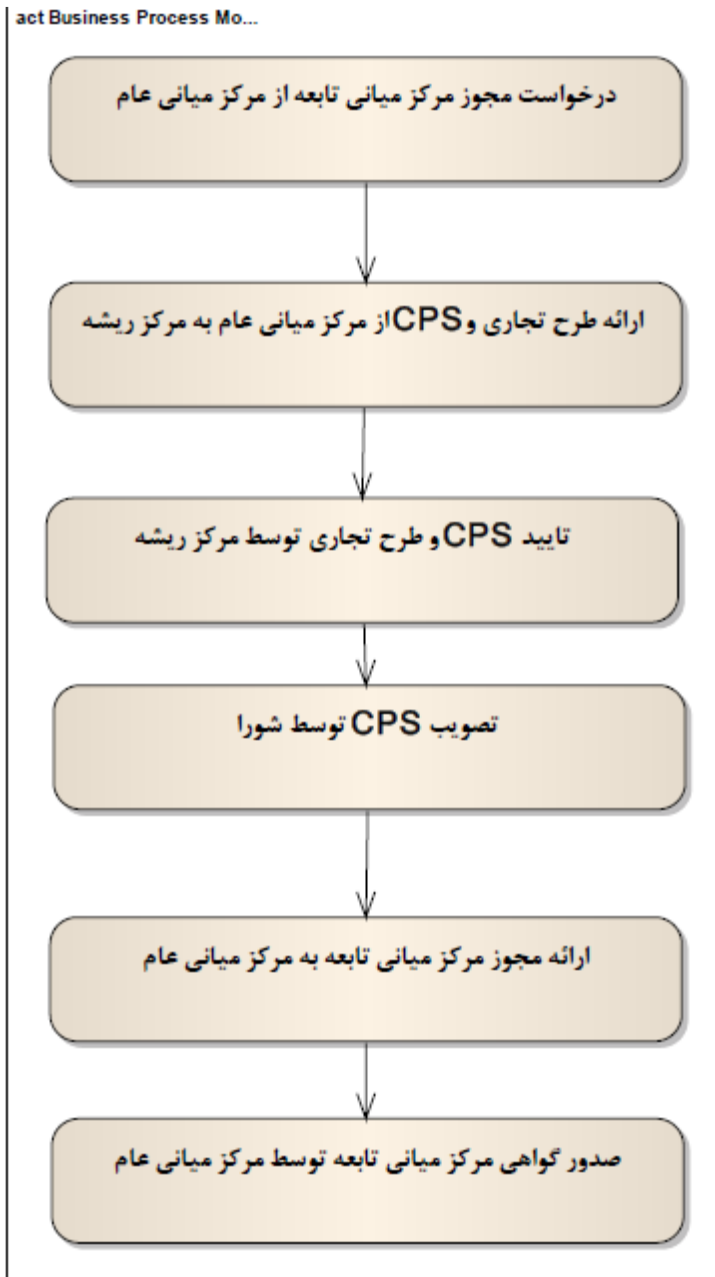 act Business Process Mo...
درخواست مجوز مرکز میانی تابعه از مرکز میانی عام
ارائه طرح تجاری و CPS از مرکز میانی عام به مرکز ریشه
تایید CPS و طرح تجاری توسط مرکز ریشه
تصویب CPS توسط شورا
ارائه مجوز مرکز میانی تابعه به مرکز میانی عام
صدور گواهی مرکز میانی تابعه توسط مرکز میانی عام